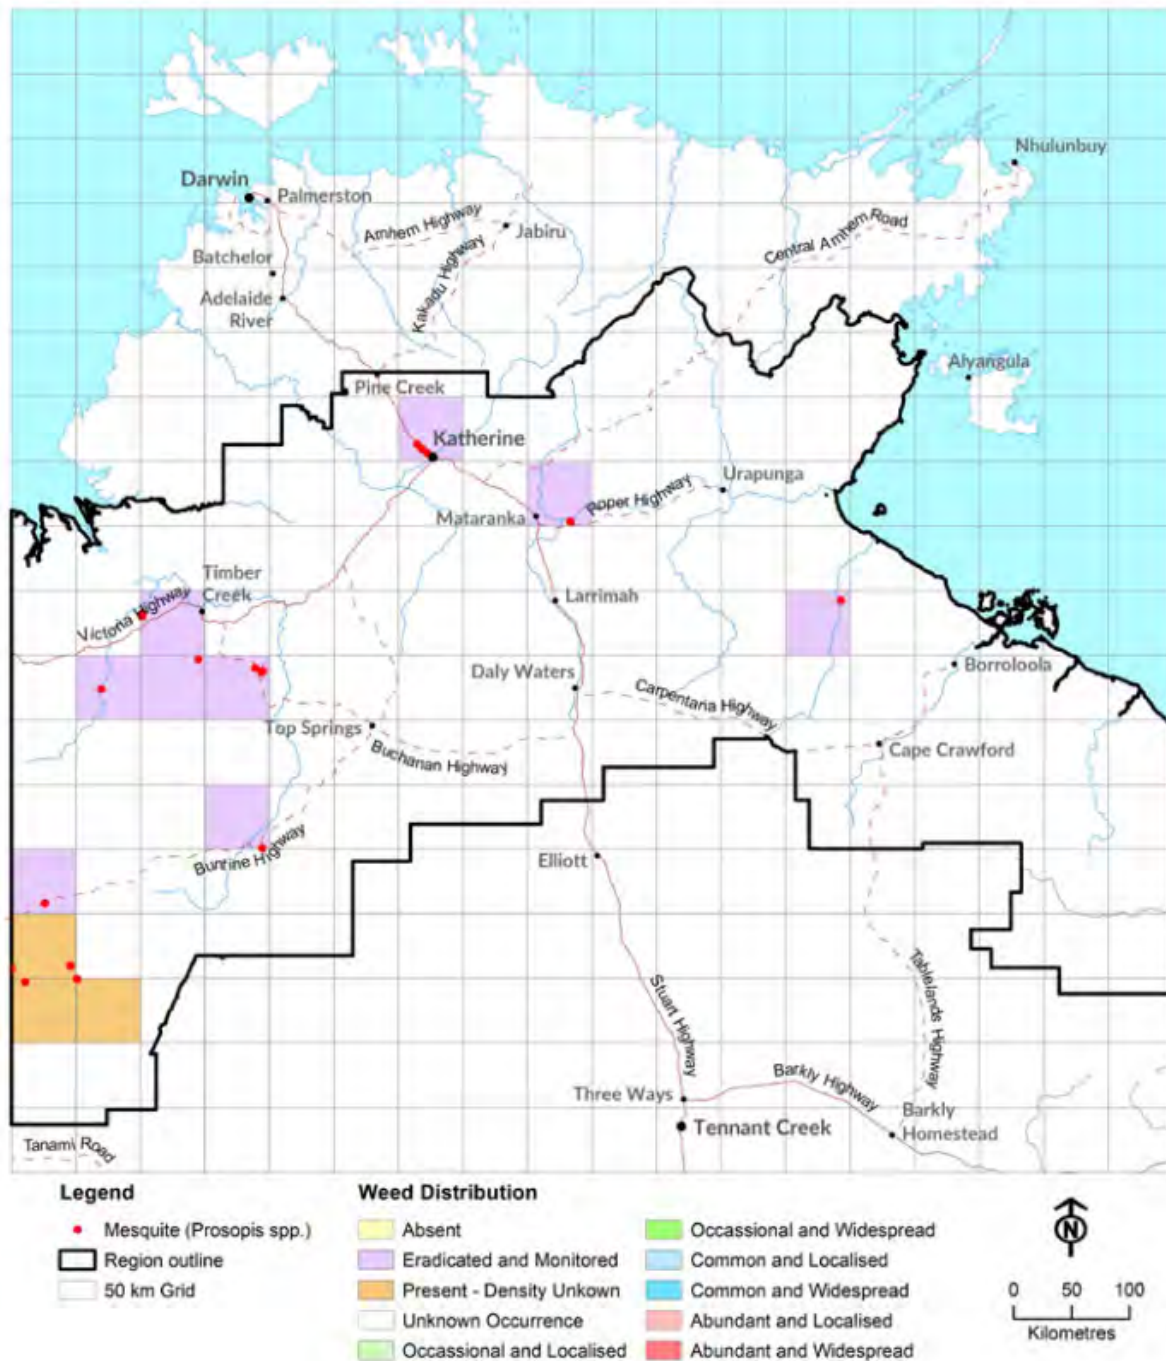 Nhulunbuy
Darwin
Palmerston
Arnhem Highway
Jabiru
Central Arnhem Road
Batchelor
Kakadu Highway
Adelaide
River
Alyangula
Pine Creek
Katherine
Urapunga
Roper Highway
Mataranka
Timber
Creek
Victoria Highway
Larrimah
Borroloola
Daly Waters
Carpentaria Highway
Top Springs
Buchanan Highway
Cape Crawford
Buntine Highway
Elliott
Stuart Highway
Tablelands Highway
Three Ways
Barkly Highway
Barkly
Homestead
Tennant Creek
Tanami Road
Legend
Mesquite (Prosopis spp.)
Region outline
50 km Grid
Weed Distribution
Absent
Eradicated and Monitored
Present - Density Unkown
Unknown Occurrence
Occassional and Localised
Occassional and Widespread
Common and Localised
Common and Widespread
Abundant and Localised
Abundant and Widespread
N
0 50 100
Kilometres